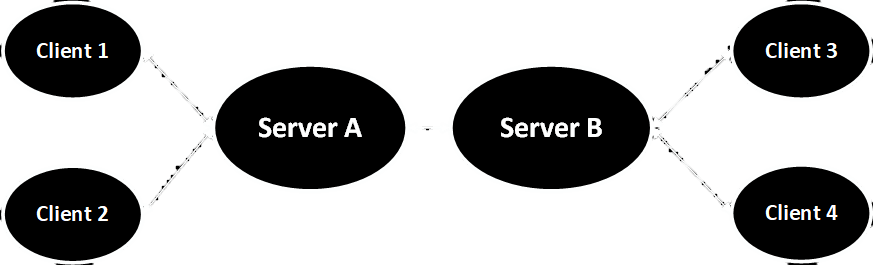 Client 1
Client 3
Server A
Server B
Client 2
Client 4